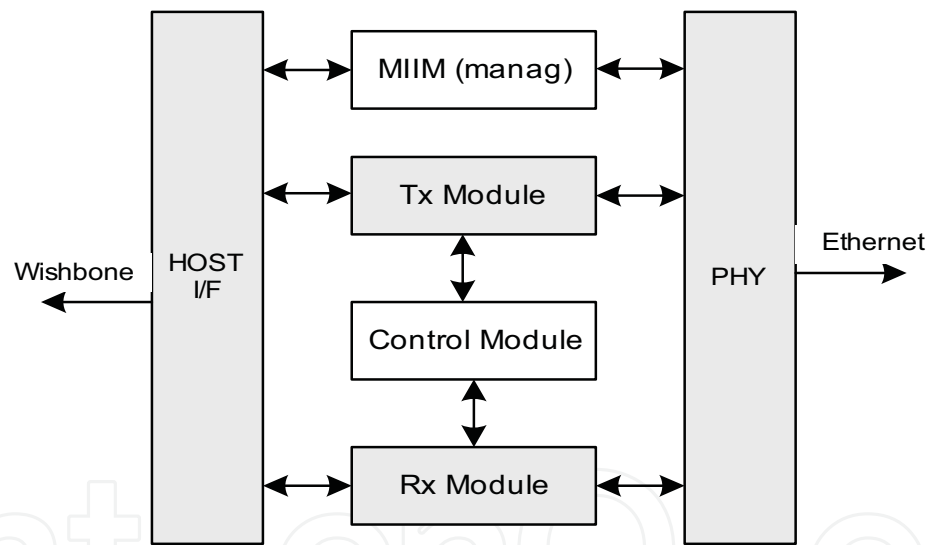 MIIM (manag)
Tx Module
Ethernet
Wishbone
HOST
I/F
PHY
Control Module
Rx Module